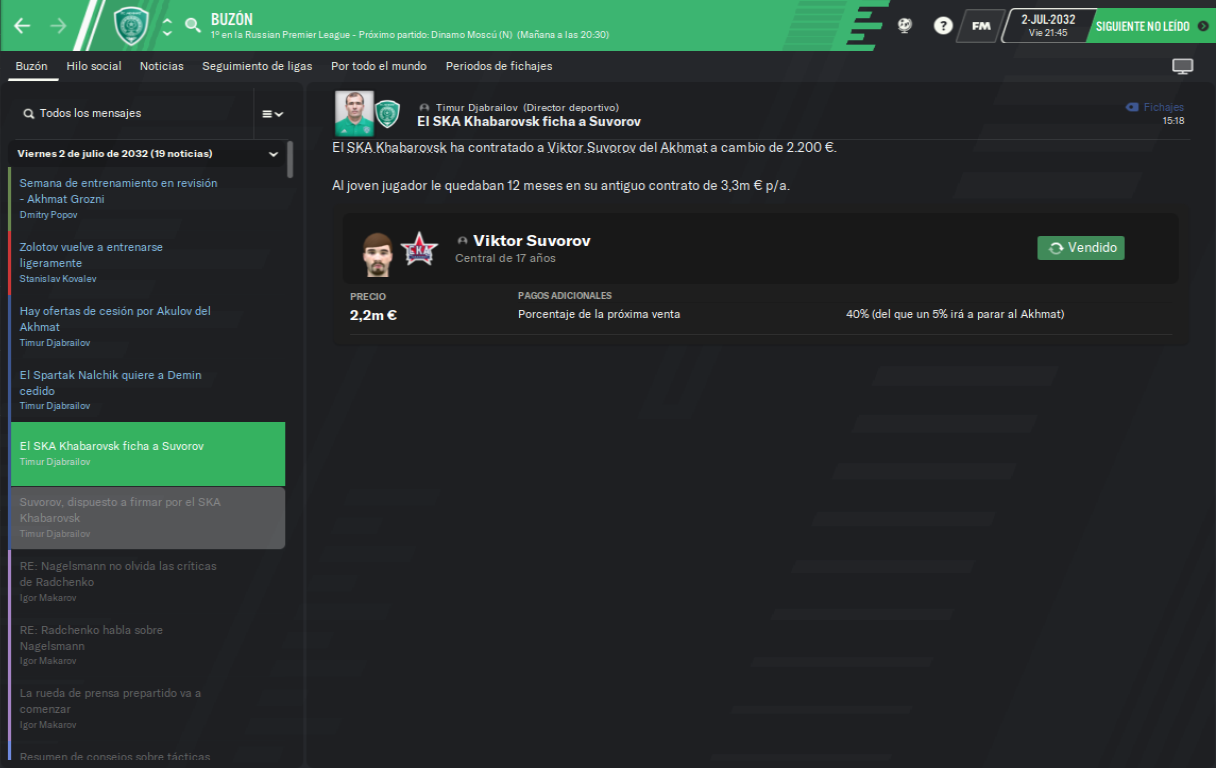 BUZÓN
1º en la Russian Premier League - Próximo partido: Dinamo Moscú (N) (Mañana a las 20:30)
?
FM
2-JUL-2032
Vie 21:45
SIGUIENTE NO LEÍDO
Buzón
Hilo social
Noticias
Seguimiento de ligas
Por todo el mundo
Periodos de fichajes
Todos los mensajes
Viernes 2 de julio de 2032 (19 noticias)
Semana de entrenamiento en revisión
- Akhmat Grozni
Dmitry Popov
Zolotov vuelve a entrenarse
ligeramente
Stanislav Kovalev
Hay ofertas de cesión por Akulov del
Akhmat
Timur Djabrailov
El Spartak Nalchik quiere a Demin
cedido
Timur Djabrailov
El SKA Khabarovsk ficha a Suvorov
Timur Djabrailov
Suvorov, dispuesto a firmar por el SKA
Khabarovsk
Timur Djabrailov
RE: Nagelsmann no olvida las críticas
de Radchenko
Igor Makarov
RE: Radchenko habla sobre
Nagelsmann
Igor Makarov
La rueda de prensa prepartido va a
comenzar
Igor Makarov
Resumen de consejos sobre tácticas
Timur Djabrailov (Director deportivo)
El SKA Khabarovsk ficha a Suvorov
Fichajes
15:18
El SKA Khabarovsk ha contratado a Viktor Suvorov del Akhmat a cambio de 2.200 €.
Al joven jugador le quedaban 12 meses en su antiguo contrato de 3,3m € p/a.
SKA
Viktor Suvorov
Central de 17 años
Vendido
PRECIO
2,2m €
PAGOS ADICIONALES
Porcentaje de la próxima venta
40% (del que un 5% irá a parar al Akhmat)